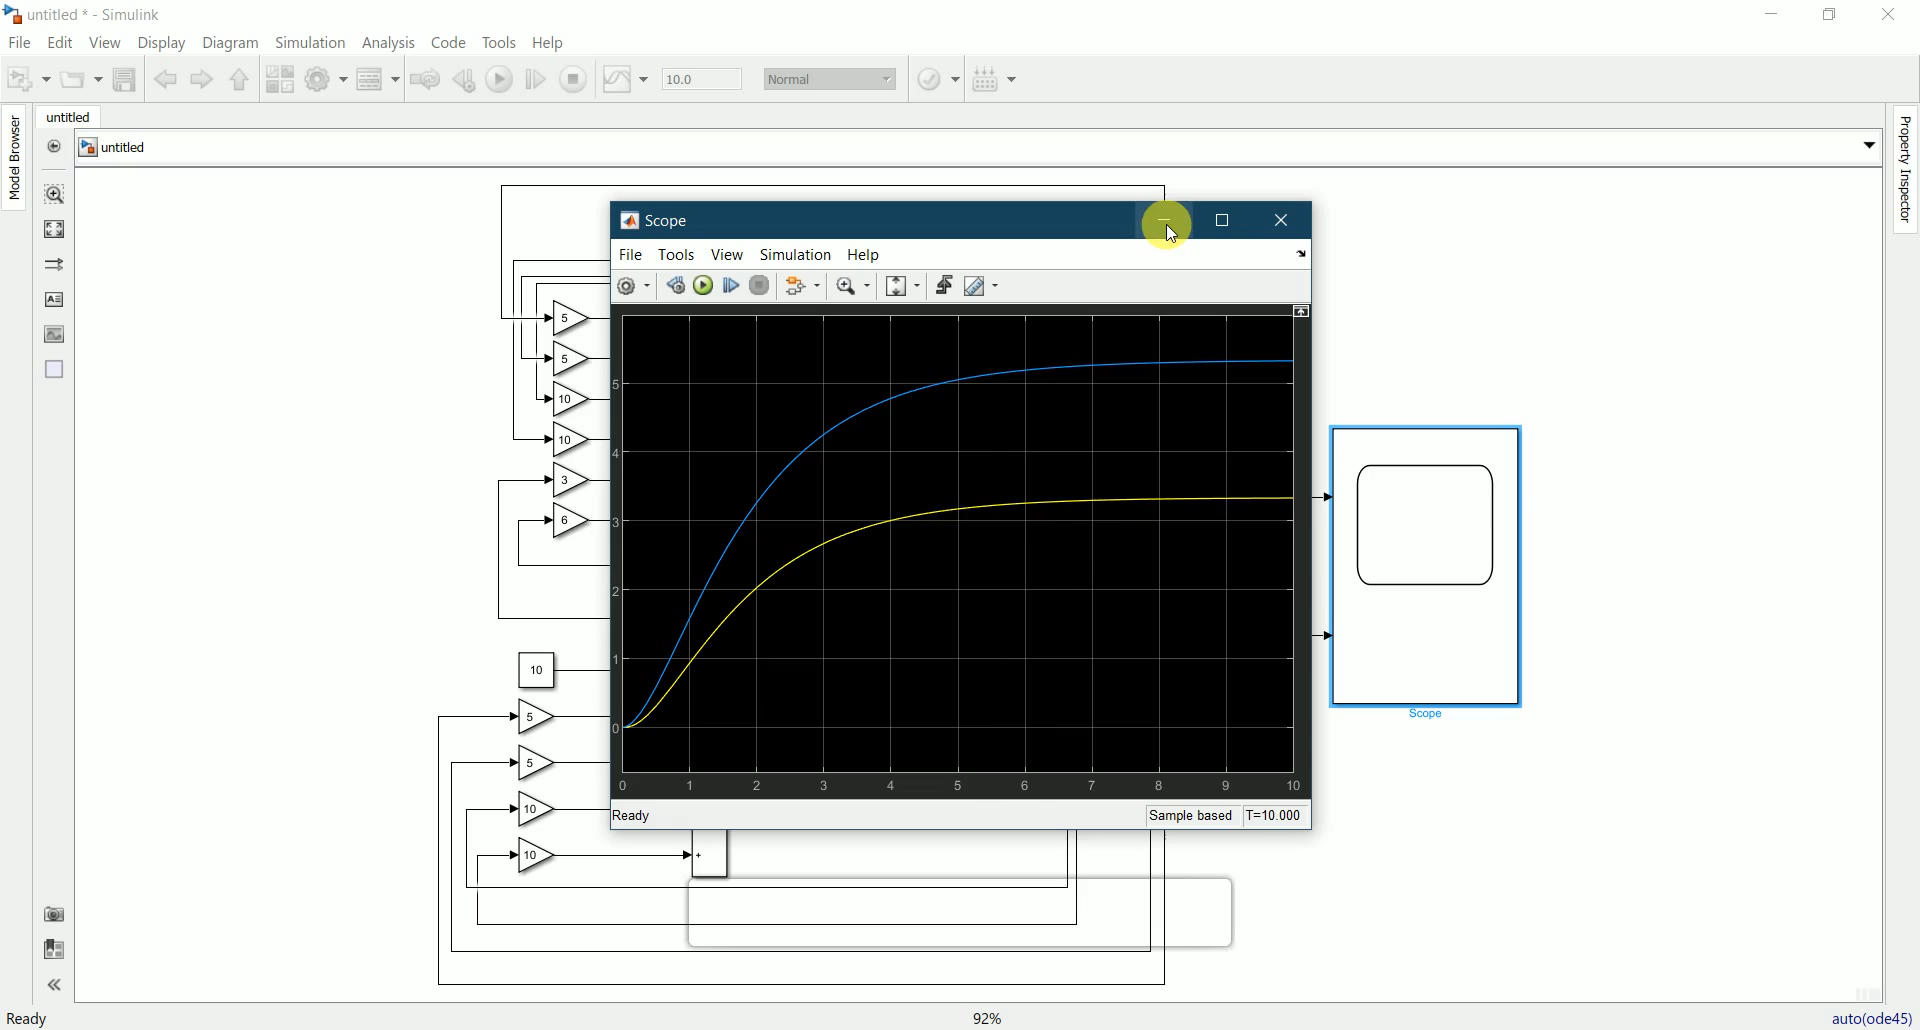 untitled * - Simulink
File Edit View Display Diagram Simulation Analysis Code Tools Help
10.0 Normal
Model Browser
untitled
untitled
Property Inspector
Scope
File Tools View Simulation Help
5
5
10
10
3
6
10
5
5
10
10
+
5
4
3
2
1
0
0 1 2 3 4 5 6 7 8 9 10
Ready Sample based T=10.000
Scope
Ready 92% auto(ode45)